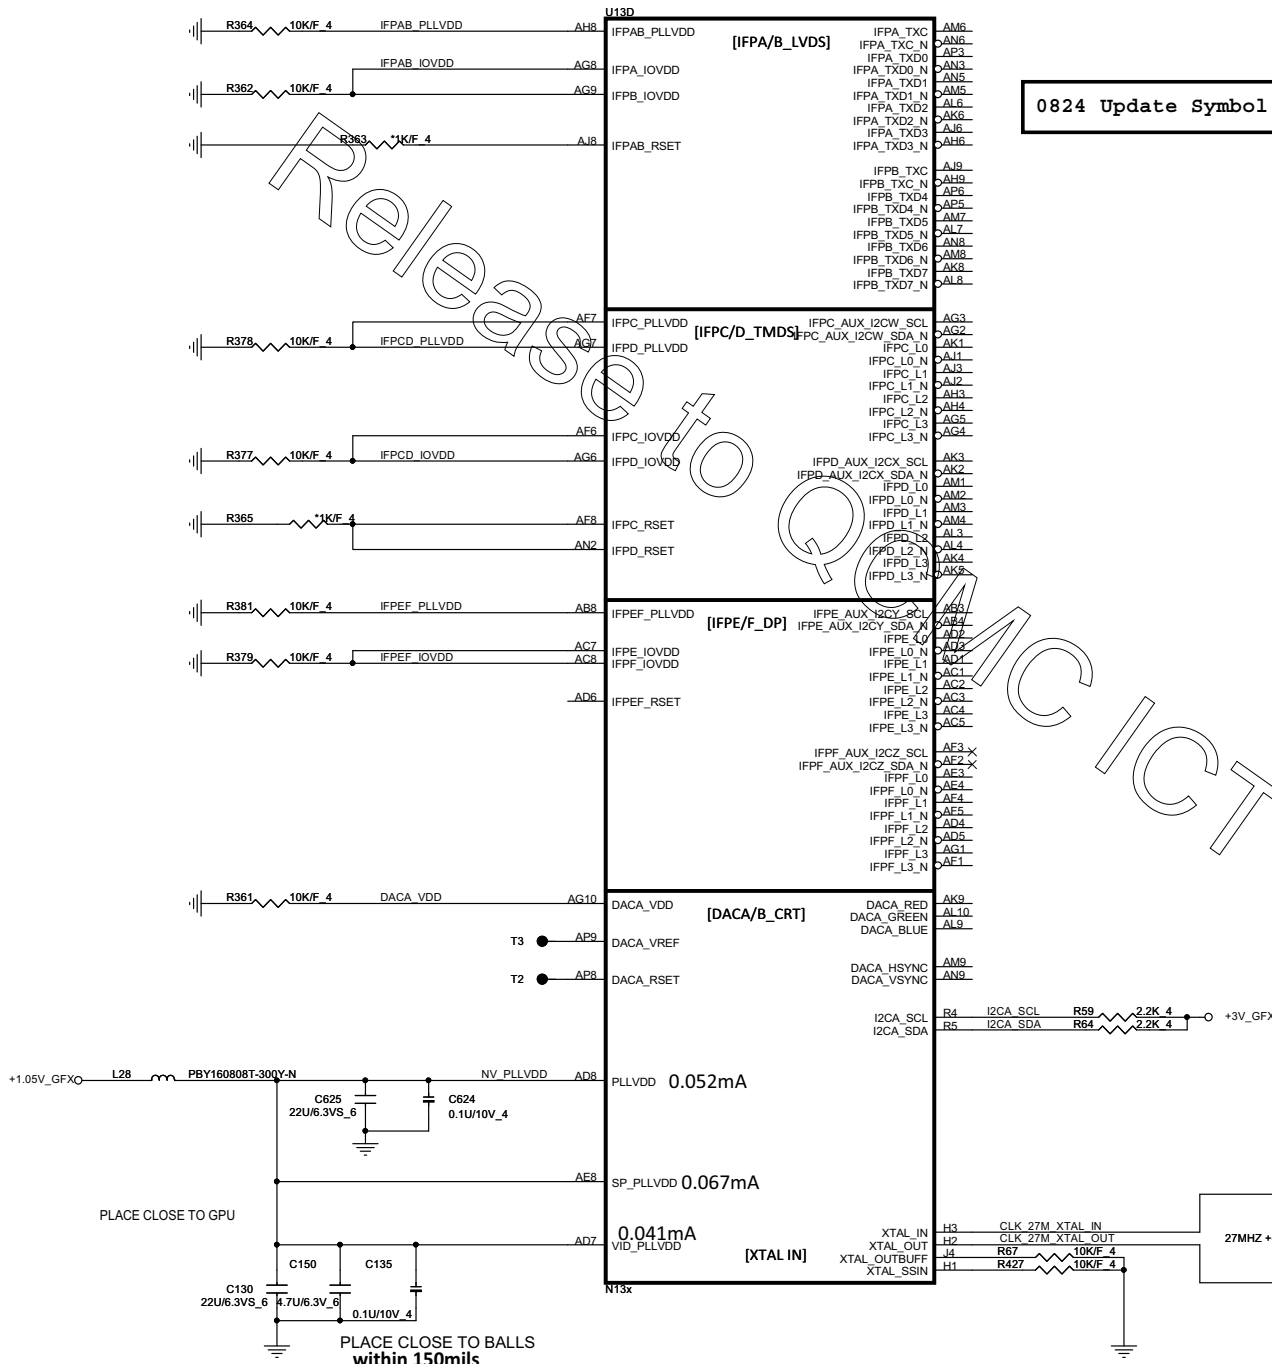 U13D
R364 10K/F_4 IFPAB_PLLVDD AH8 IFPAB_PLLVDD
[IFPA/B_LVDS]
IFPAB_IOVDD AG8 IFPA_IOVDD
R362 10K/F_4 AG9 IFPB_IOVDD
R363 *1K/F_4 AJ8 IFPAB_RSET
IFPA_TXC AM6
IFPA_TXC_N AN6
IFPA_TXD0 AP3
IFPA_TXD0_N AN3
IFPA_TXD1 AN5
IFPA_TXD1_N AM5
IFPA_TXD2 AL6
IFPA_TXD2_N AK6
IFPA_TXD3 AJ6
IFPA_TXD3_N AH6
IFPB_TXC AJ9
IFPB_TXC_N AH9
IFPB_TXD4 AP6
IFPB_TXD4_N AP5
IFPB_TXD5 AM7
IFPB_TXD5_N AL7
IFPB_TXD6 AN8
IFPB_TXD6_N AM8
IFPB_TXD7 AK8
IFPB_TXD7_N AL8
0824 Update Symbol
Release to QCMC ICT
AF7 IFPC_PLLVDD
[IFPC/D_TMDS]
R378 10K/F_4 IFPCD_PLLVDD AG7 IFPD_PLLVDD
AF6 IFPC_IOVDD
R377 10K/F_4 IFPCD_IOVDD AG6 IFPD_IOVDD
R365 *1K/F_4 AF8 IFPC_RSET
AN2 IFPD_RSET
IFPC_AUX_I2CW_SCL AG3
IFPC_AUX_I2CW_SDA_N AG2
IFPC_L0 AK1
IFPC_L0_N AJ1
IFPC_L1 AJ3
IFPC_L1_N AJ2
IFPC_L2 AH3
IFPC_L2_N AH4
IFPC_L3 AG5
IFPC_L3_N AG4
IFPD_AUX_I2CX_SCL AK3
IFPD_AUX_I2CX_SDA_N AK2
IFPD_L0 AM1
IFPD_L0_N AM2
IFPD_L1 AM3
IFPD_L1_N AM4
IFPD_L2 AL3
IFPD_L2_N AL4
IFPD_L3 AK4
IFPD_L3_N AK5
R381 10K/F_4 IFPEF_PLLVDD AB8 IFPEF_PLLVDD
[IFPE/F_DP]
AC7 IFPE_IOVDD
R379 10K/F_4 IFPEF_IOVDD AC8 IFPF_IOVDD
AD6 IFPEF_RSET
IFPE_AUX_I2CY_SCL AB3
IFPE_AUX_I2CY_SDA_N AB4
IFPE_L0 AD2
IFPE_L0_N AD3
IFPE_L1 AD1
IFPE_L1_N AC1
IFPE_L2 AC2
IFPE_L2_N AC3
IFPE_L3 AC4
IFPE_L3_N AC5
IFPF_AUX_I2CZ_SCL AF3
IFPF_AUX_I2CZ_SDA_N AF2
IFPF_L0 AE3
IFPF_L0_N AE4
IFPF_L1 AF4
IFPF_L1_N AF5
IFPF_L2 AD4
IFPF_L2_N AD5
IFPF_L3 AG1
IFPF_L3_N AF1
R361 10K/F_4 DACA_VDD AG10 DACA_VDD
[DACA/B_CRT]
T3 AP9 DACA_VREF
T2 AP8 DACA_RSET
DACA_RED AK9
DACA_GREEN AL10
DACA_BLUE AL9
DACA_HSYNC AM9
DACA_VSYNC AN9
I2CA_SCL R4 I2CA_SCL R59 2.2K_4
I2CA_SDA R5 I2CA_SDA R64 2.2K_4
+3V_GFX
+1.05V_GFX L28 PBY160808T-300Y-N NV_PLLVDD AD8 PLLVDD 0.052mA
C625
22U/6.3VS_6
C624
0.1U/10V_4
AE8 SP_PLLVDD 0.067mA
PLACE CLOSE TO GPU
0.041mA
AD7 VID_PLLVDD
[XTAL IN]
XTAL_IN H3 CLK_27M_XTAL_IN
XTAL_OUT H2 CLK_27M_XTAL_OUT
XTAL_OUTBUFF J4 R67 10K/F_4
XTAL_SSIN H1 R427 10K/F_4
27MHZ +
C130
22U/6.3VS_6
C150
4.7U/6.3V_6
C135
0.1U/10V_4
N13x
PLACE CLOSE TO BALLS
within 150mils